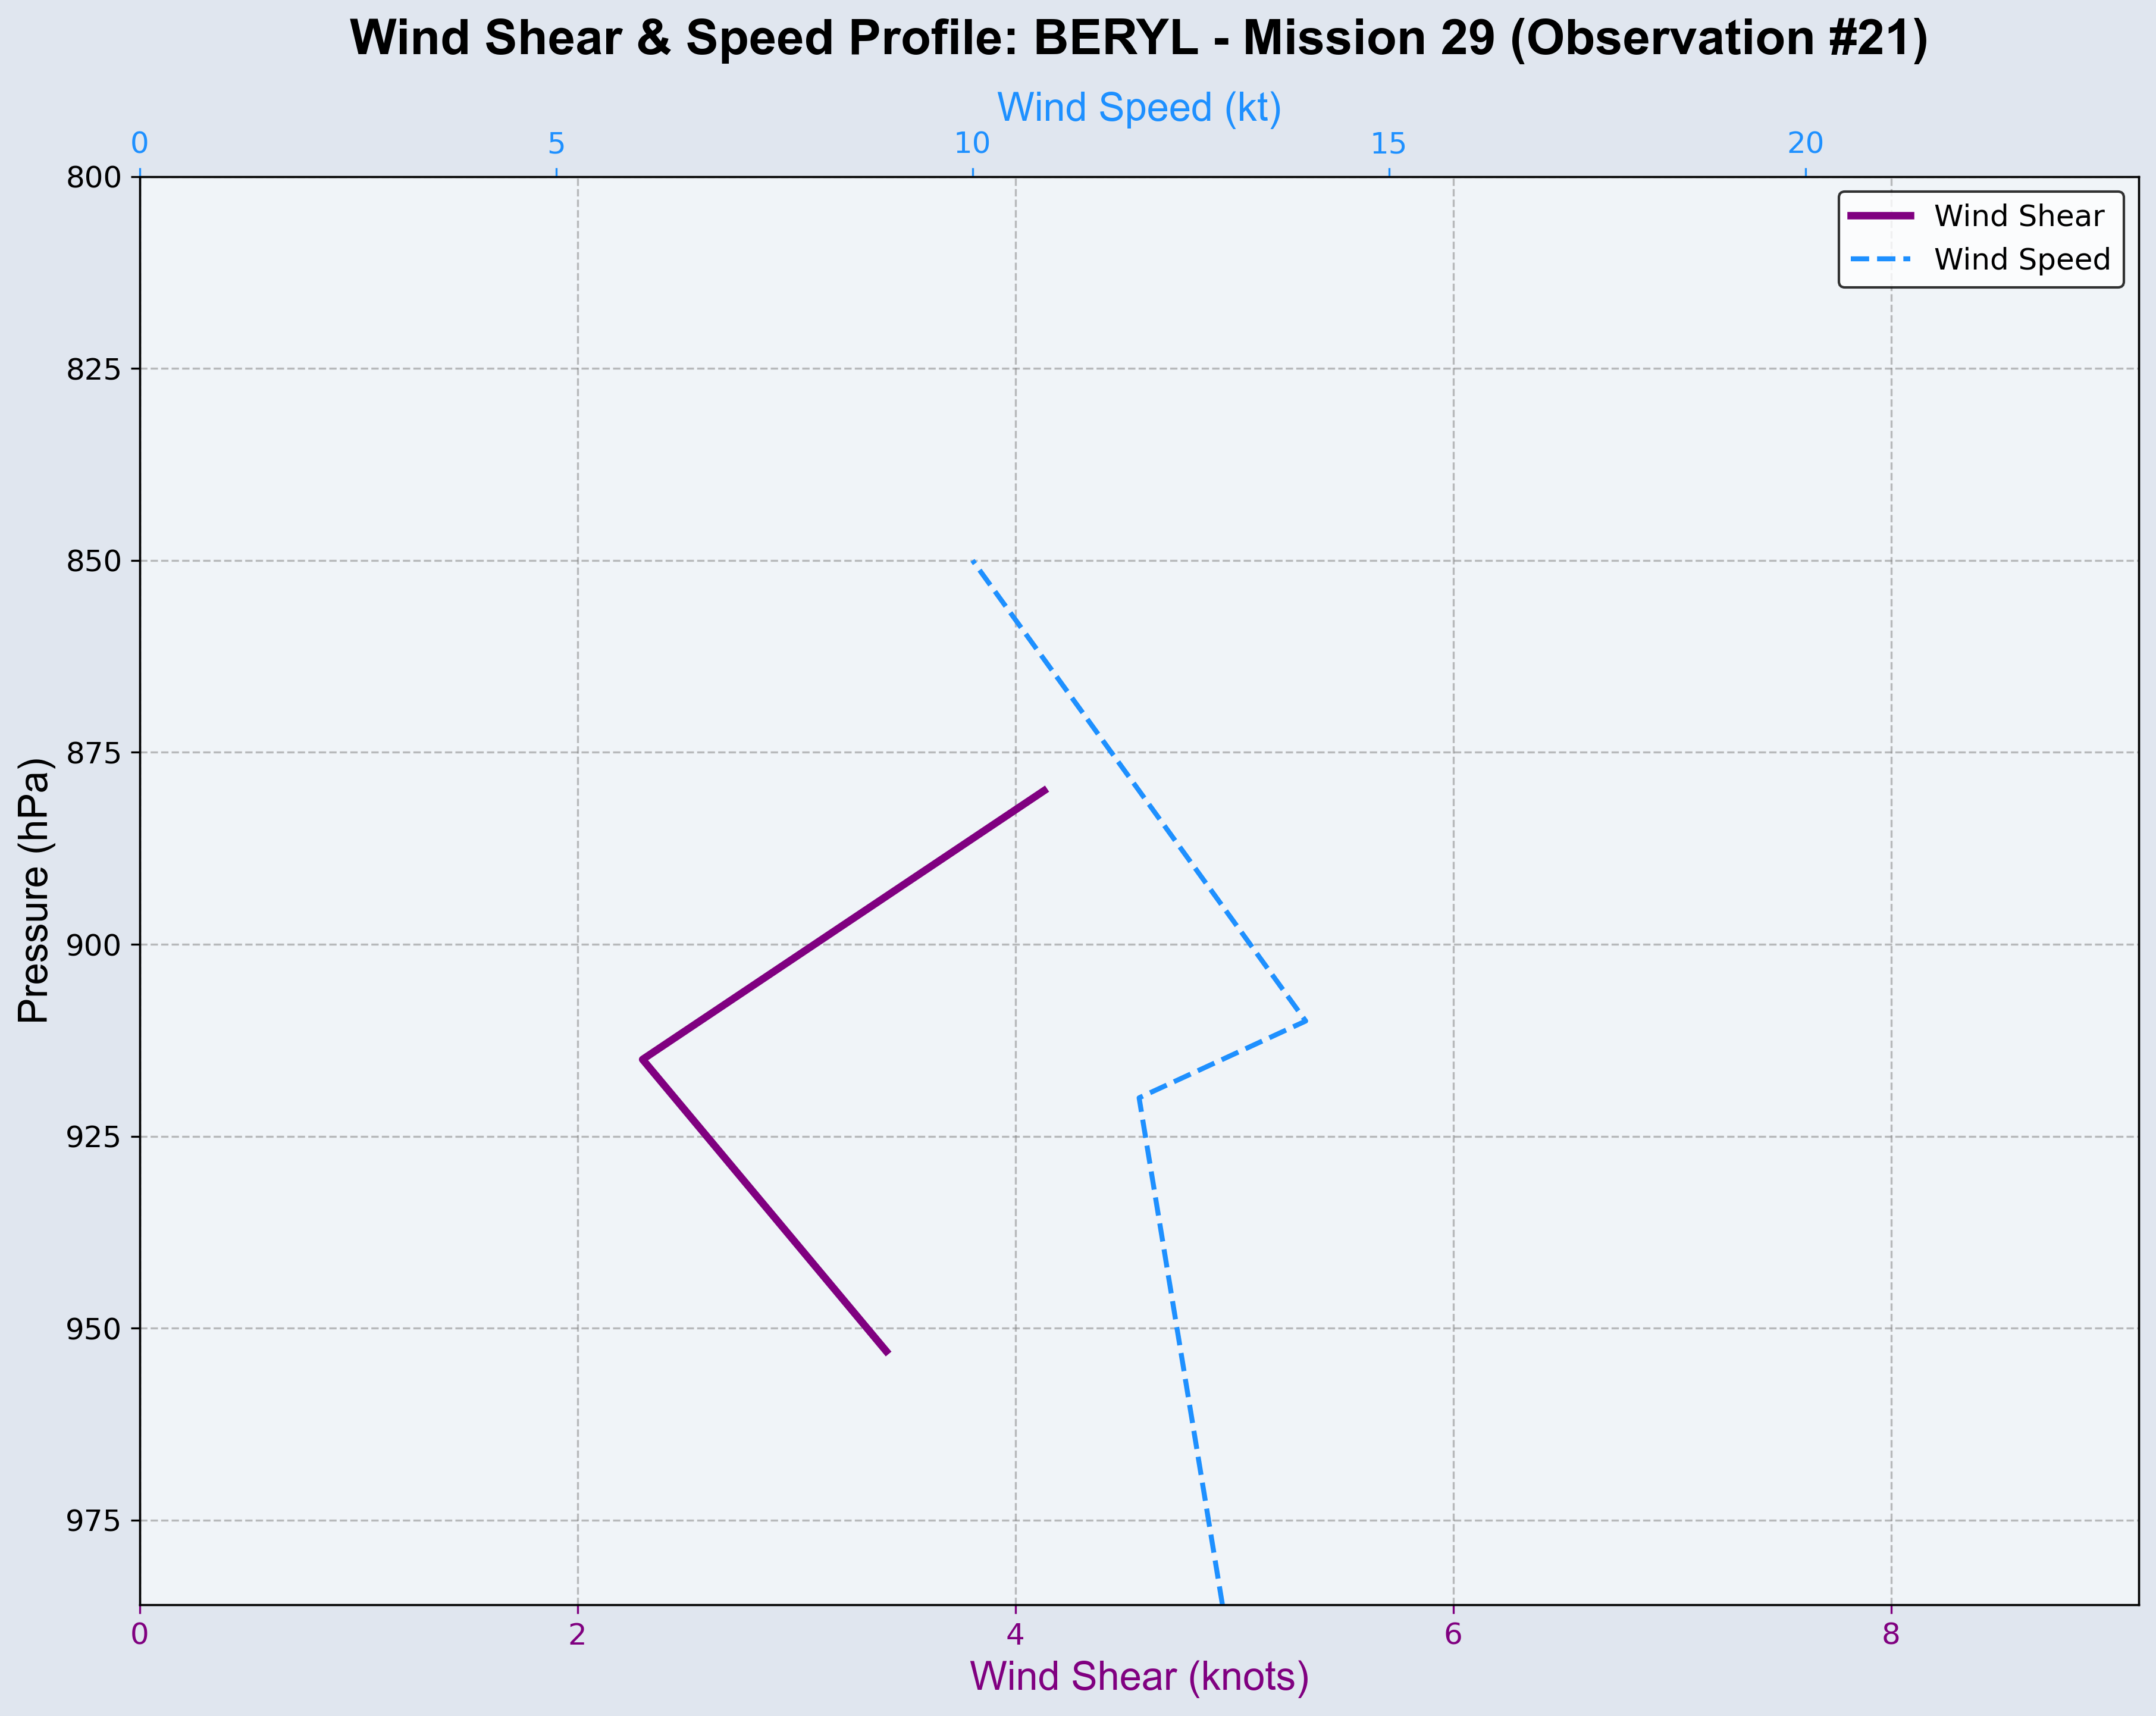 Wind Shear & Speed Profile: BERYL - Mission 29 (Observation #21)
Wind Speed (kt)
0 5 10 15 20
Wind Shear
Wind Speed
Pressure (hPa)
800
825
850
875
900
925
950
975
0 2 4 6 8
Wind Shear (knots)